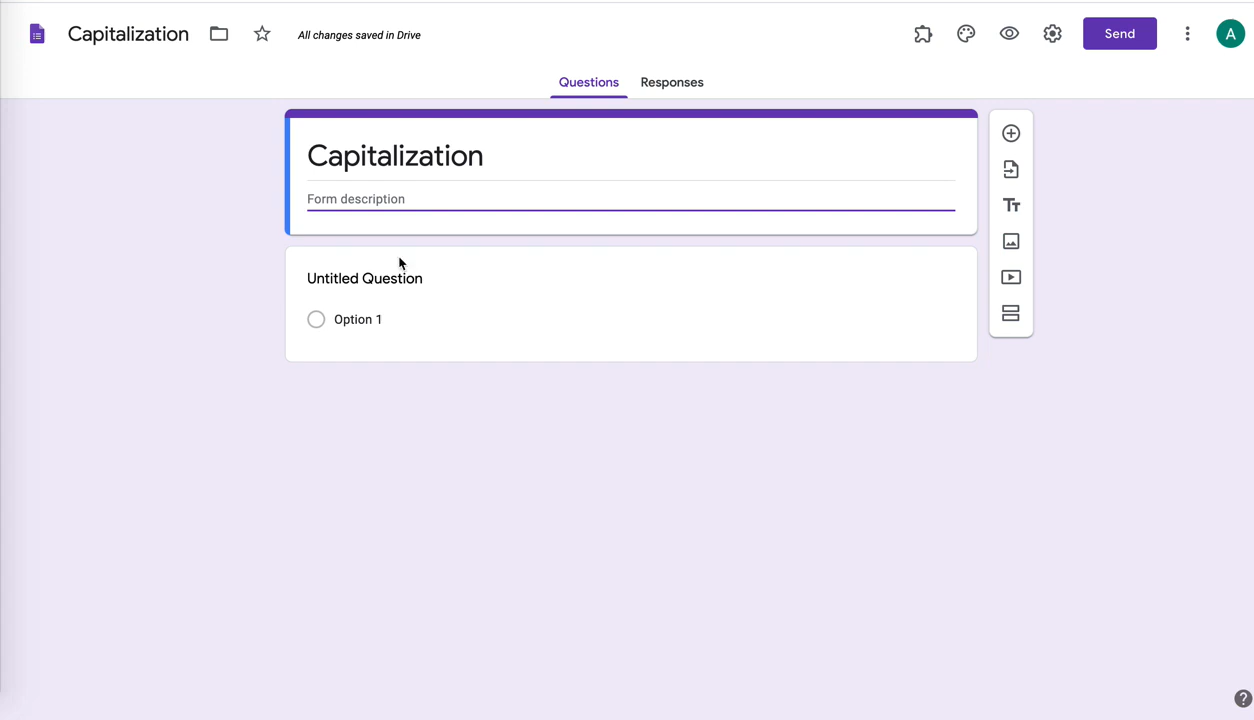 Capitalization
All changes saved in Drive
Send
A
Questions
Responses
Capitalization
Form description
Untitled Question
Option 1